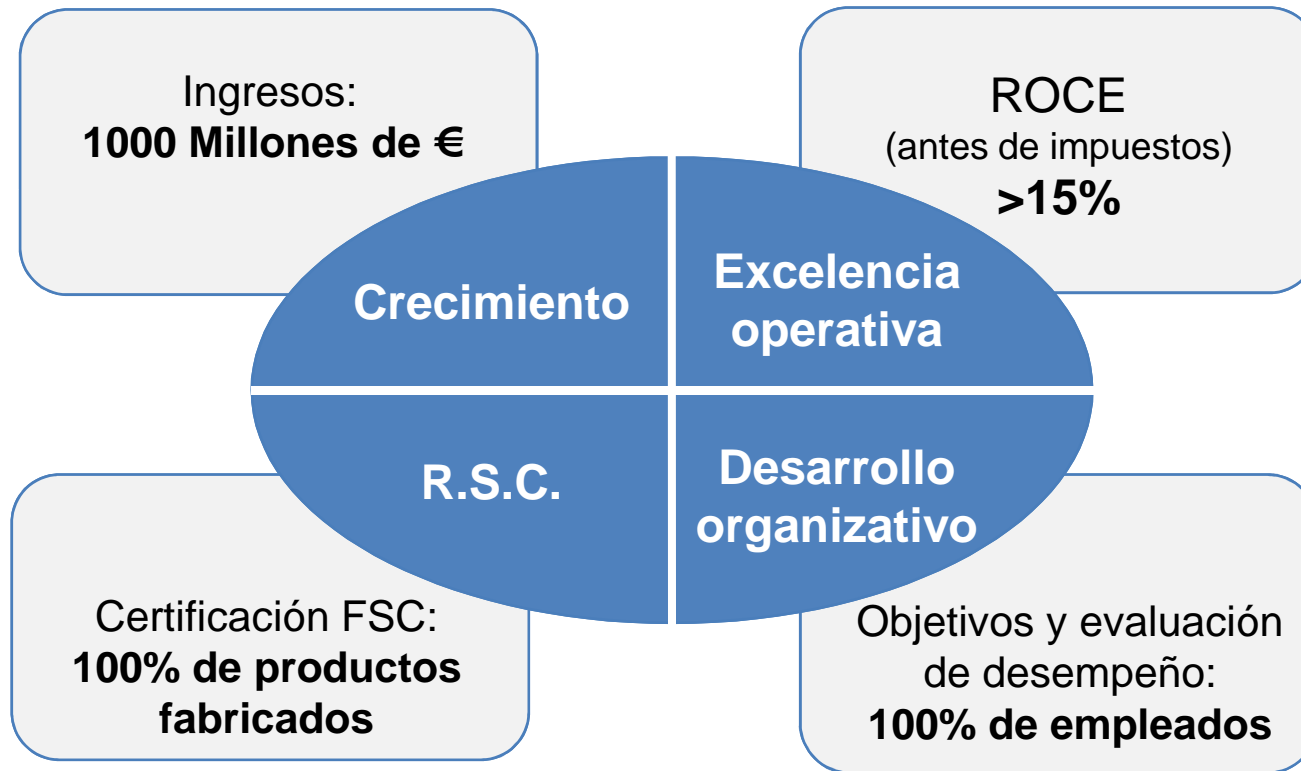 Ingresos:
1000 Millones de €
ROCE
(antes de impuestos)
>15%
Crecimiento
Excelencia
operativa
R.S.C.
Desarrollo
organizativo
Certificación FSC:
100% de productos
fabricados
Objetivos y evaluación
de desempeño:
100% de empleados